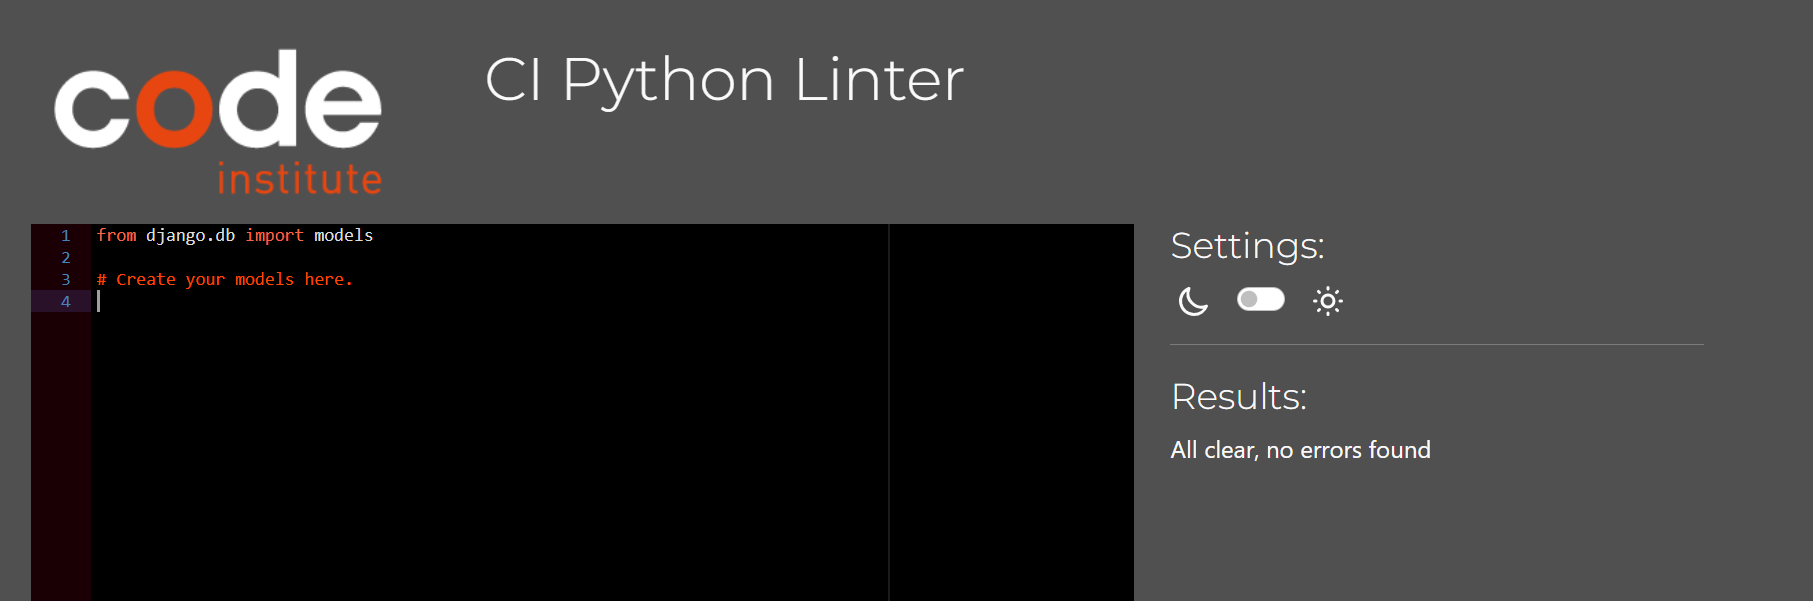 code
institute
CI Python Linter
1 from django.db import models
2
3 # Create your models here.
4
Settings:
Results:
All clear, no errors found